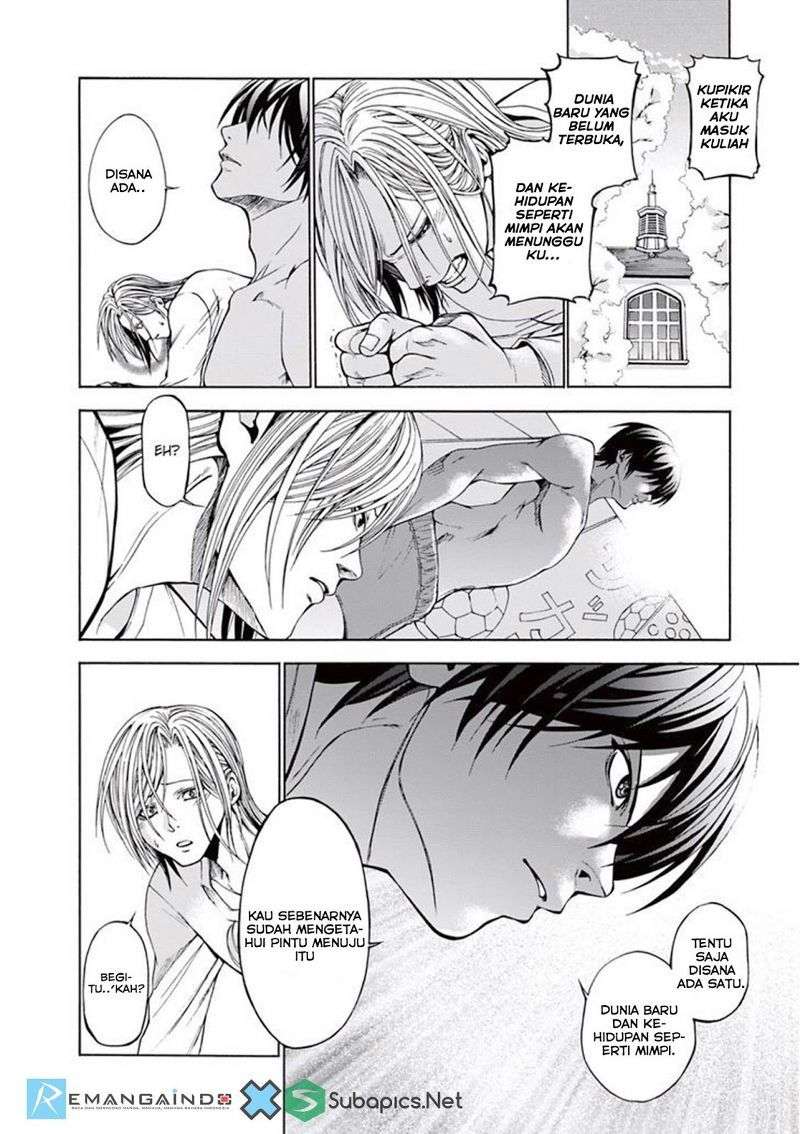 KUPIKIR
KETIKA
AKU
MASUK
KULIAH
DUNIA
BARU YANG
BELUM
TERBUKA,
DAN KE-
HIDUPAN
SEPERTI
MIMPI AKAN
MENUNGGU
KU...
DISANA
ADA..
EH?
TENTU
SAJA
DISANA
ADA SATU.
DUNIA BARU
DAN KE-
HIDUPAN SEP-
PERTI MIMPI.
KAU SEBENARNYA
SUDAH MENGETA-
HUI PINTU MENUJU
ITU
BEGI-
TU..'KAH?
REMANGAINDO
Subapics.Net